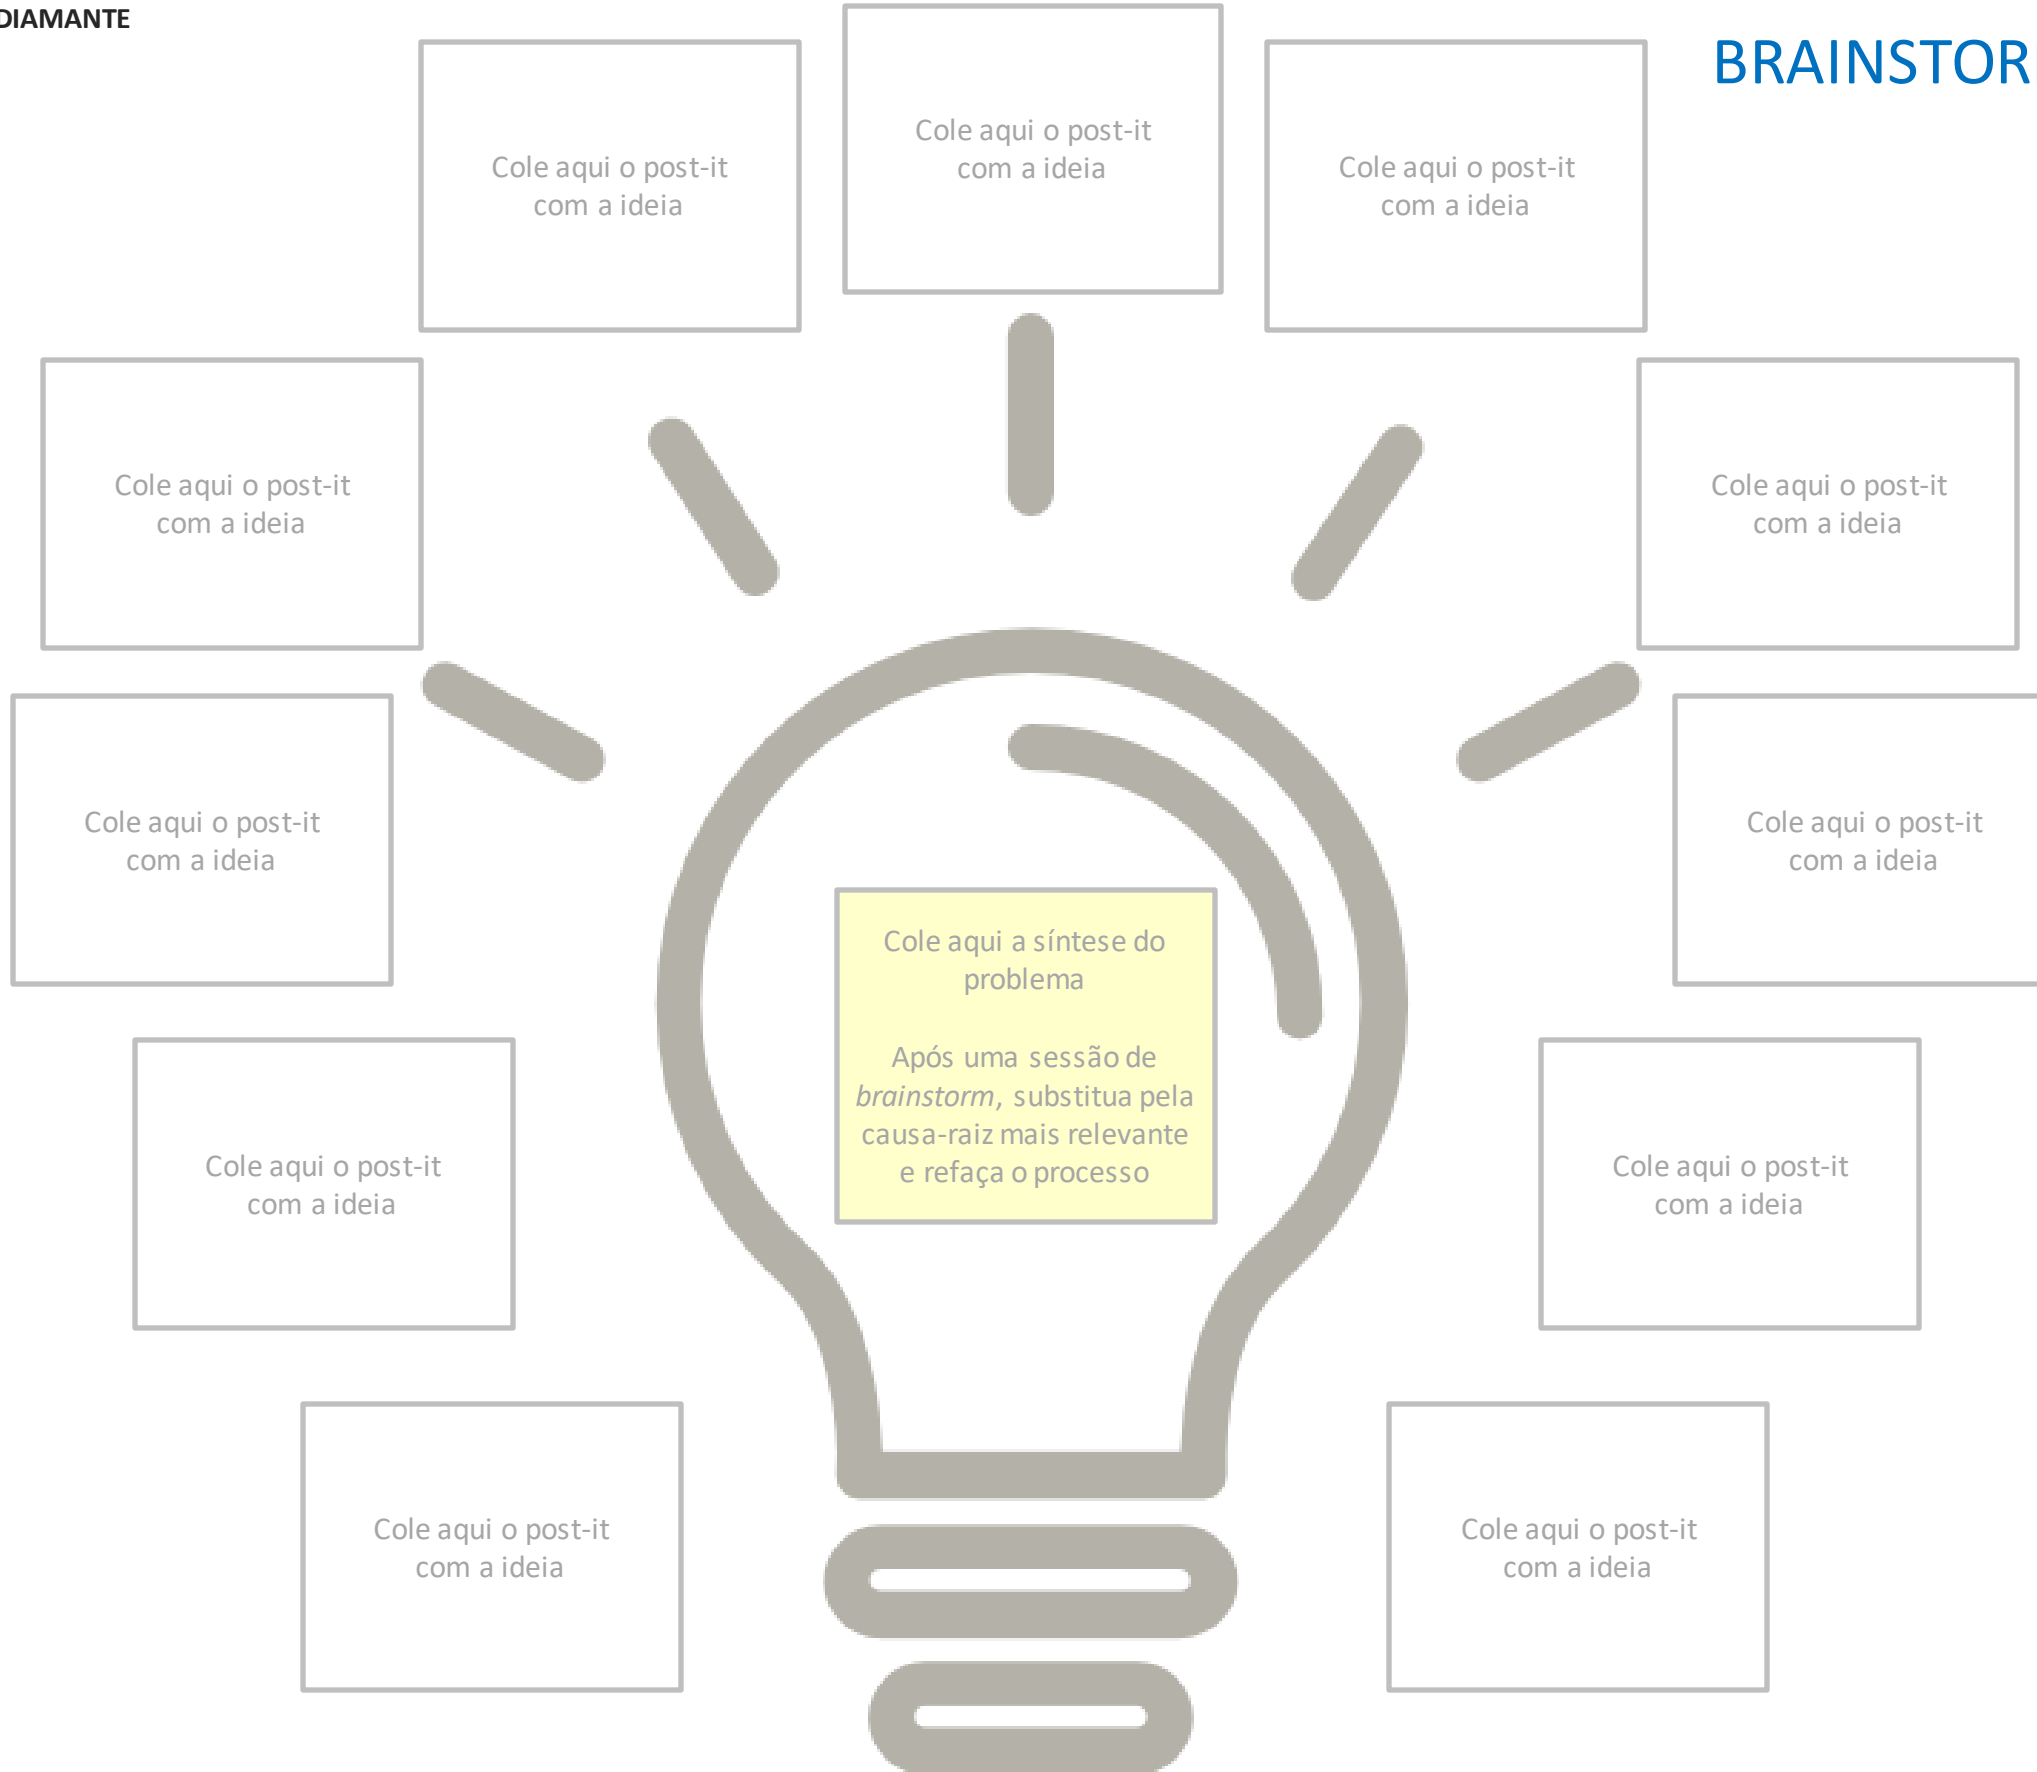 DIAMANTE
BRAINSTOR
Cole aqui o post-it
com a ideia
Cole aqui o post-it
com a ideia
Cole aqui o post-it
com a ideia
Cole aqui o post-it
com a ideia
Cole aqui o post-it
com a ideia
Cole aqui o post-it
com a ideia
Cole aqui o post-it
com a ideia
Cole aqui a síntese do
problema
Após uma sessão de
brainstorm, substitua pela
causa-raiz mais relevante
e refaça o processo
Cole aqui o post-it
com a ideia
Cole aqui o post-it
com a ideia
Cole aqui o post-it
com a ideia
Cole aqui o post-it
com a ideia